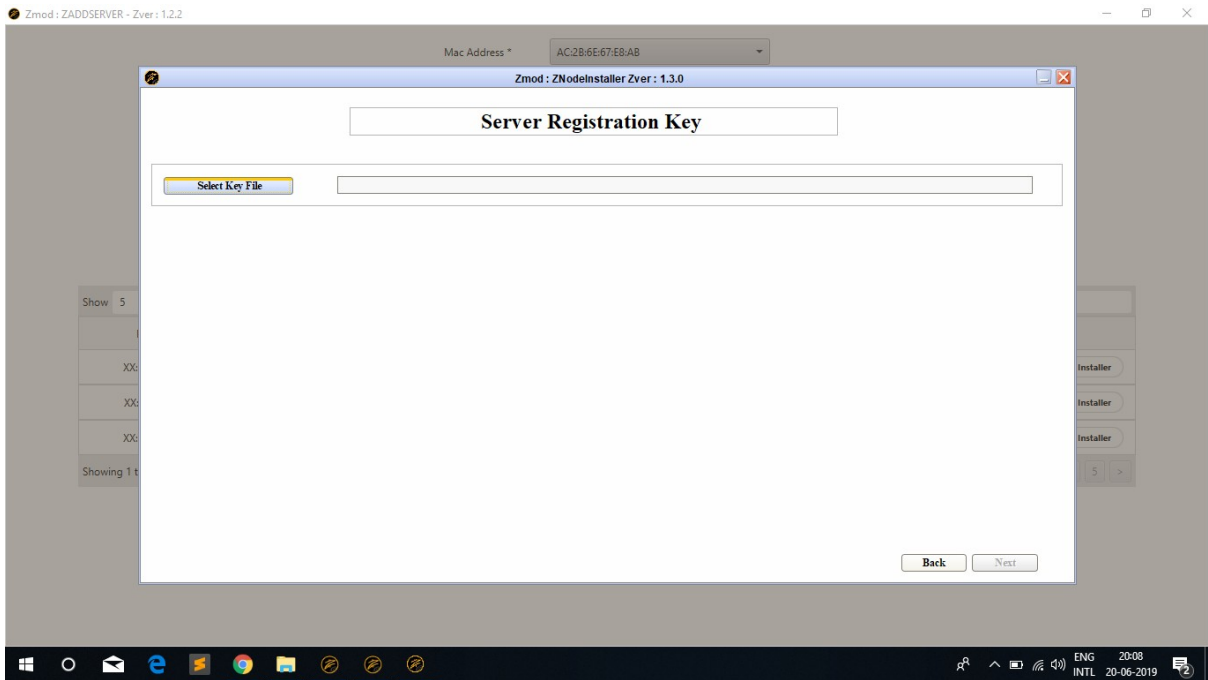 Zmod : ZADDSERVER - Zver : 1.2.2
Mac Address * AC:2B:6E:67:E8:AB
Zmod : ZNodeInstaller Zver : 1.3.0
Server Registration Key
Select Key File
Show 5
XX: Installer
XX: Installer
XX: Installer
Showing 1 t 5 >
Back Next
ENG 20:08
INTL 20-06-2019
2